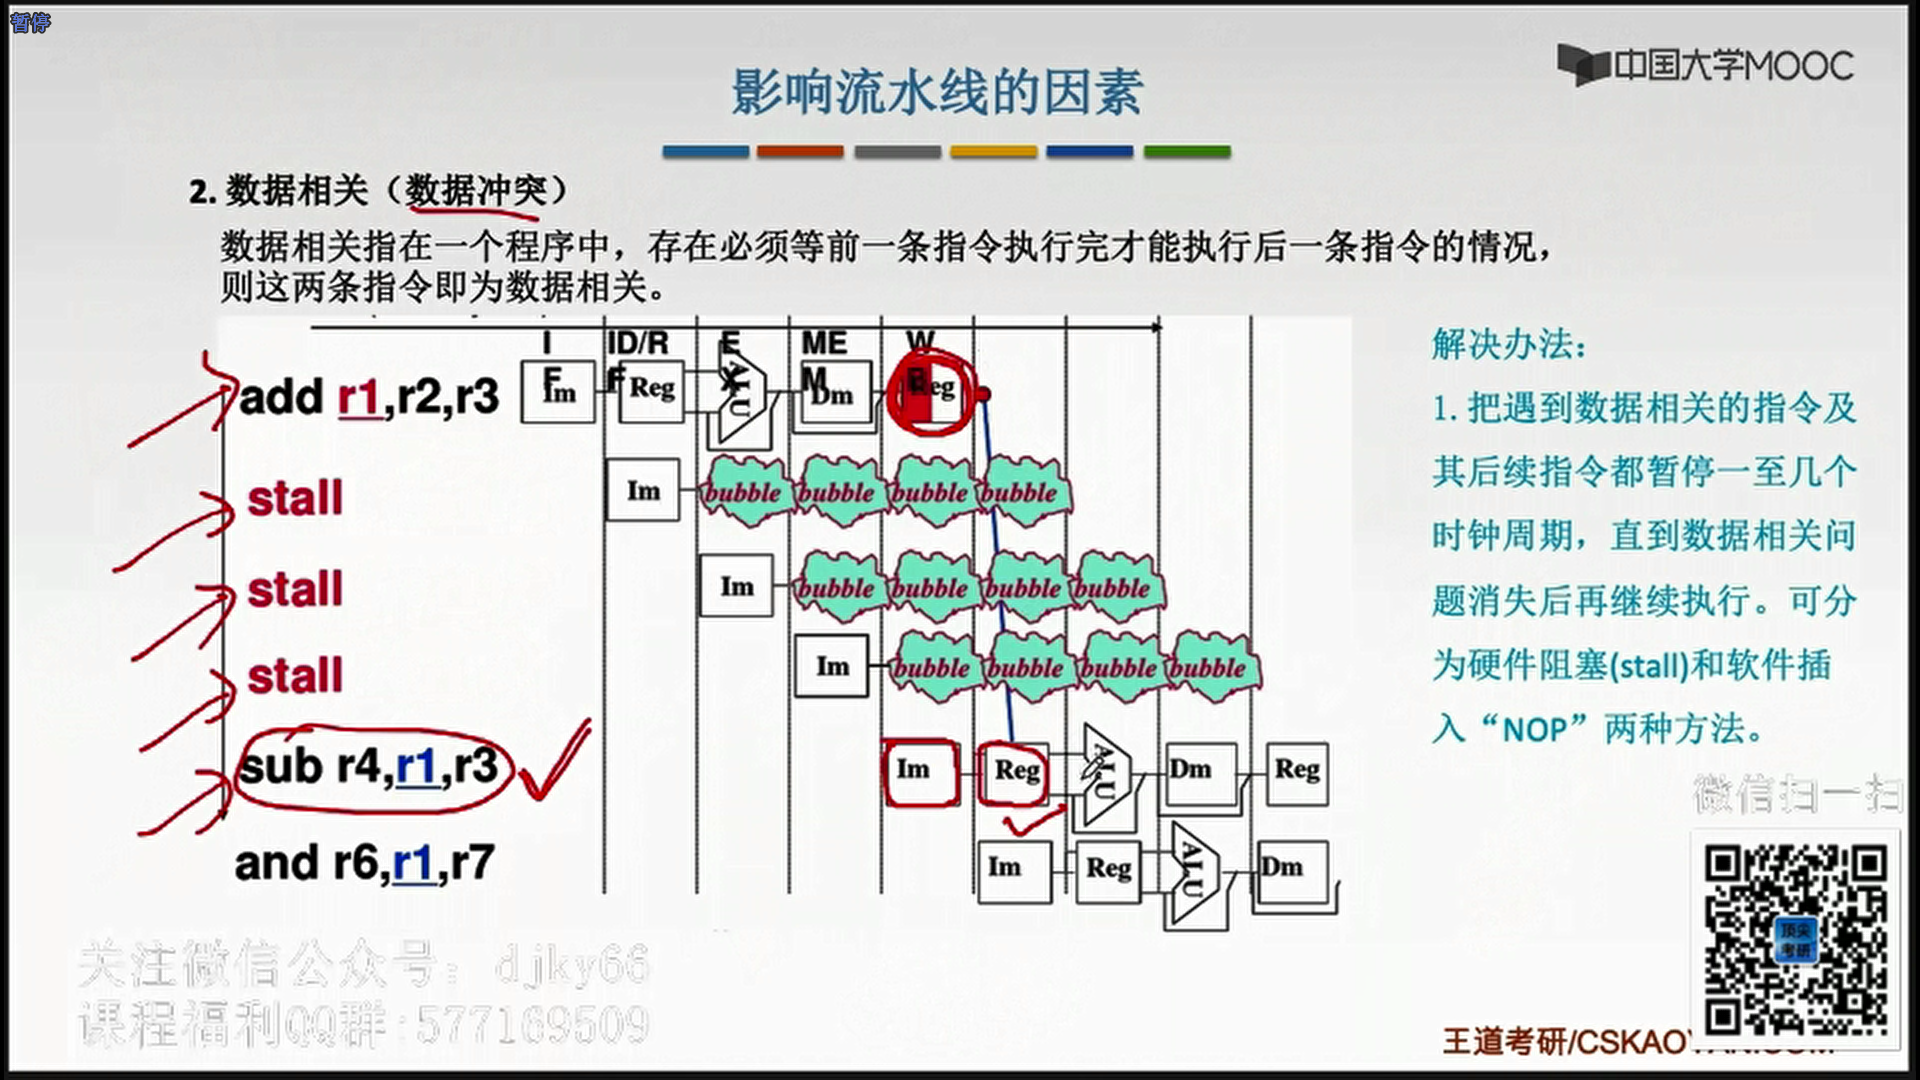 暂停
中国大学MOOC
影响流水线的因素
2. 数据相关（数据冲突）
数据相关指在一个程序中，存在必须等前一条指令执行完才能执行后一条指令的情况，
则这两条指令即为数据相关。
IF ID/RF EX MEM WB
add r1,r2,r3 Im Reg ALU Dm Reg
stall Im bubble bubble bubble bubble
stall Im bubble bubble bubble bubble
stall Im bubble bubble bubble bubble
sub r4,r1,r3 Im Reg ALU Dm Reg
and r6,r1,r7 Im Reg ALU Dm
解决办法：
1. 把遇到数据相关的指令及
其后续指令都暂停一至几个
时钟周期，直到数据相关问
题消失后再继续执行。可分
为硬件阻塞(stall)和软件插
入“NOP”两种方法。
微信扫一扫
顶尖
考研
关注微信公众号：djky66
课程福利QQ群:577169509
王道考研/CSKAOYAN.COM